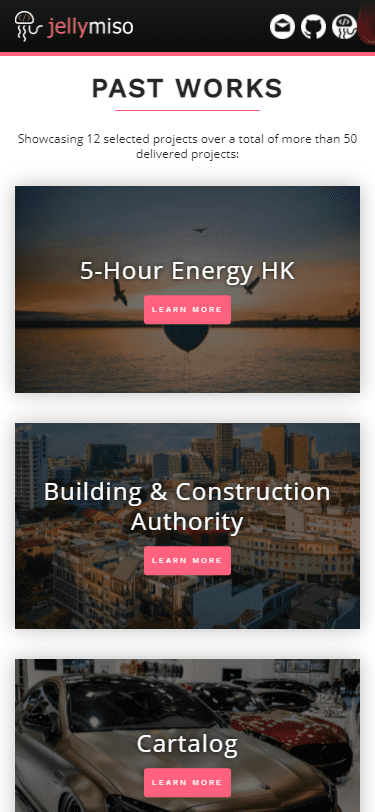 jellymiso
PAST WORKS
Showcasing 12 selected projects over a total of more than 50
delivered projects:
5-Hour Energy HK
LEARN MORE
Building & Construction
Authority
LEARN MORE
Cartalog
LEARN MORE